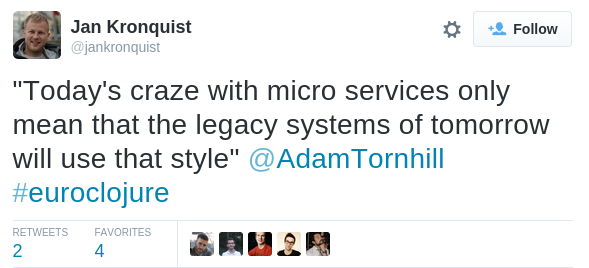 Jan Kronquist
@jankronquist
Follow
"Today's craze with micro services only
mean that the legacy systems of tomorrow
will use that style" @AdamTornhill
#euroclojure
RETWEETS FAVORITES
2 4